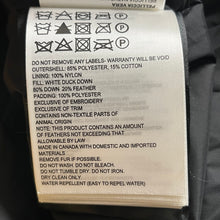 PELLICCIA VERA
DO NOT REMOVE ANY LABELS - WARRANTY WILL BE VOIDED
OUTERSHELL: 85% POLYESTER, 15% COTTON
LINING: 100% NYLON
FILL: WHITE DUCK DOWN
80% DOWN 20% FEATHER
PADDING: 100% POLYESTER
EXCLUSIVE OF EMBROIDERY
EXCLUSIVE OF TRIM
CONTAINS NON-TEXTILE PARTS OF
ANIMAL ORIGIN
NOTE: THIS PRODUCT CONTAINS AN AMOUNT
OF FEATHERS NOT EXCEEDING THAT
ALLOWABLE BY LAW
MADE IN CANADA WITH DOMESTIC AND IMPORTED
MATERIALS
REMOVE FUR IF POSSIBLE.
DO NOT WASH. DO NOT BLEACH.
DO NOT TUMBLE DRY. DO NOT IRON.
DRY CLEAN ONLY.
WATER REPELLENT (EASY TO REPEL WATER)